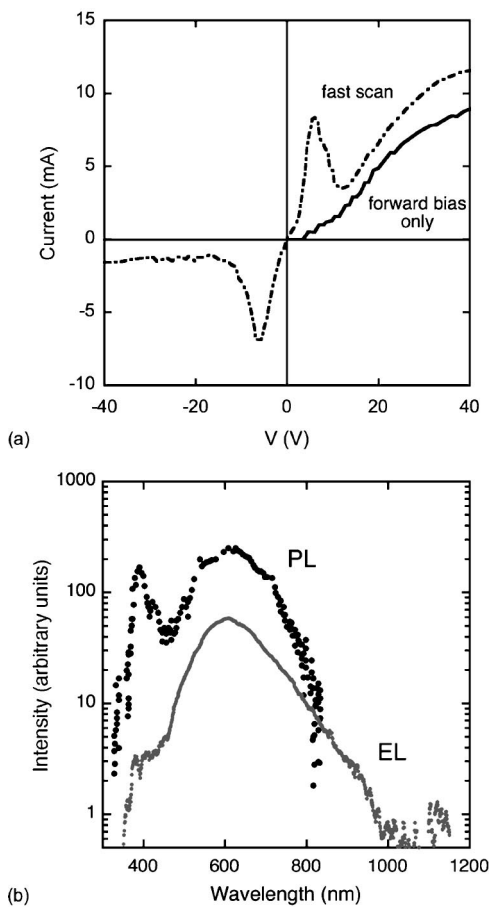 15
10
5
0
-5
-10
Current (mA)
fast scan
forward bias
only
-40
-20
0
20
40
V (V)
(a)
1000
100
10
1
Intensity (arbitrary units)
PL
EL
400
600
800
1000
1200
Wavelength (nm)
(b)